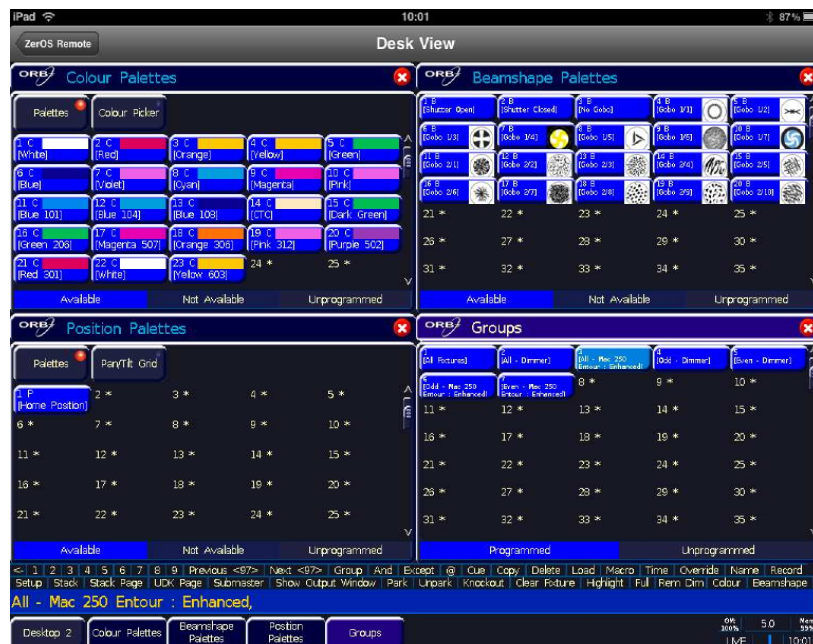 iPad 10:01 87%
ZerOS Remote Desk View
ORB Colour Palettes
Palettes Colour Picker
1 C [White] 2 C [Red] 3 C [Orange] 4 C [Yellow] 5 C [Green]
6 C [Blue] 7 C [Violet] 8 C [Cyan] 9 C [Magenta] 10 C [Pink]
11 C [Blue 101] 12 C [Blue 104] 13 C [Blue 108] 14 C [CTC] 15 C [Dark Green]
16 C [Green 206] 17 C [Magenta 507] 18 C [Orange 306] 19 C [Pink 312] 20 C [Purple 502]
21 C [Red 301] 22 C [White] 23 C [Yellow 603] 24 * 25 *
Available Not Available Unprogrammed
ORB Beamshape Palettes
1 B [Shutter Open] 2 B [Shutter Closed] 3 B [No Gobo] 4 B [Gobo 1/1] 5 B [Gobo 1/2]
6 B [Gobo 1/3] 7 B [Gobo 1/4] 8 B [Gobo 1/5] 9 B [Gobo 1/6] 10 B [Gobo 1/7]
11 B [Gobo 2/1] 12 B [Gobo 2/2] 13 B [Gobo 2/3] 14 B [Gobo 2/4] 15 B [Gobo 2/5]
16 B [Gobo 2/6] 17 B [Gobo 2/7] 18 B [Gobo 2/8] 19 B [Gobo 2/9] 20 B [Gobo 2/10]
21 * 22 * 23 * 24 * 25 *
26 * 27 * 28 * 29 * 30 *
31 * 32 * 33 * 34 * 35 *
Available Not Available Unprogrammed
ORB Position Palettes
Palettes Pan/Tilt Grid
1 P [Home Position] 2 * 3 * 4 * 5 *
6 * 7 * 8 * 9 * 10 *
11 * 12 * 13 * 14 * 15 *
16 * 17 * 18 * 19 * 20 *
21 * 22 * 23 * 24 * 25 *
Available Not Available Unprogrammed
ORB Groups
[All Fixtures] [All - Dimmer] [All - Mac 250 Entour : Enhanced] [Odd - Dimmer] [Even - Dimmer]
[Odd - Mac 250 Entour : Enhanced] [Even - Mac 250 Entour : Enhanced] 8 * 9 * 10 *
11 * 12 * 13 * 14 * 15 *
16 * 17 * 18 * 19 * 20 *
21 * 22 * 23 * 24 * 25 *
26 * 27 * 28 * 29 * 30 *
31 * 32 * 33 * 34 * 35 *
Programmed Unprogrammed
<- 1 2 3 4 5 6 7 8 9 Previous <97> Next <97> Group And Except @ Cue Copy Delete Load Macro Time Override Name Record
Setup Stack Stack Page UDK Page Submaster Show Output Window Park Unpark Knockout Clear Fixture Highlight Full Rem Dim Colour Beamshape
All - Mac 250 Entour : Enhanced,
Desktop 2 Colour Palettes Beamshape Palettes Position Palettes Groups
GM: 100% 5.0 Mem 99%
LIVE 10:01